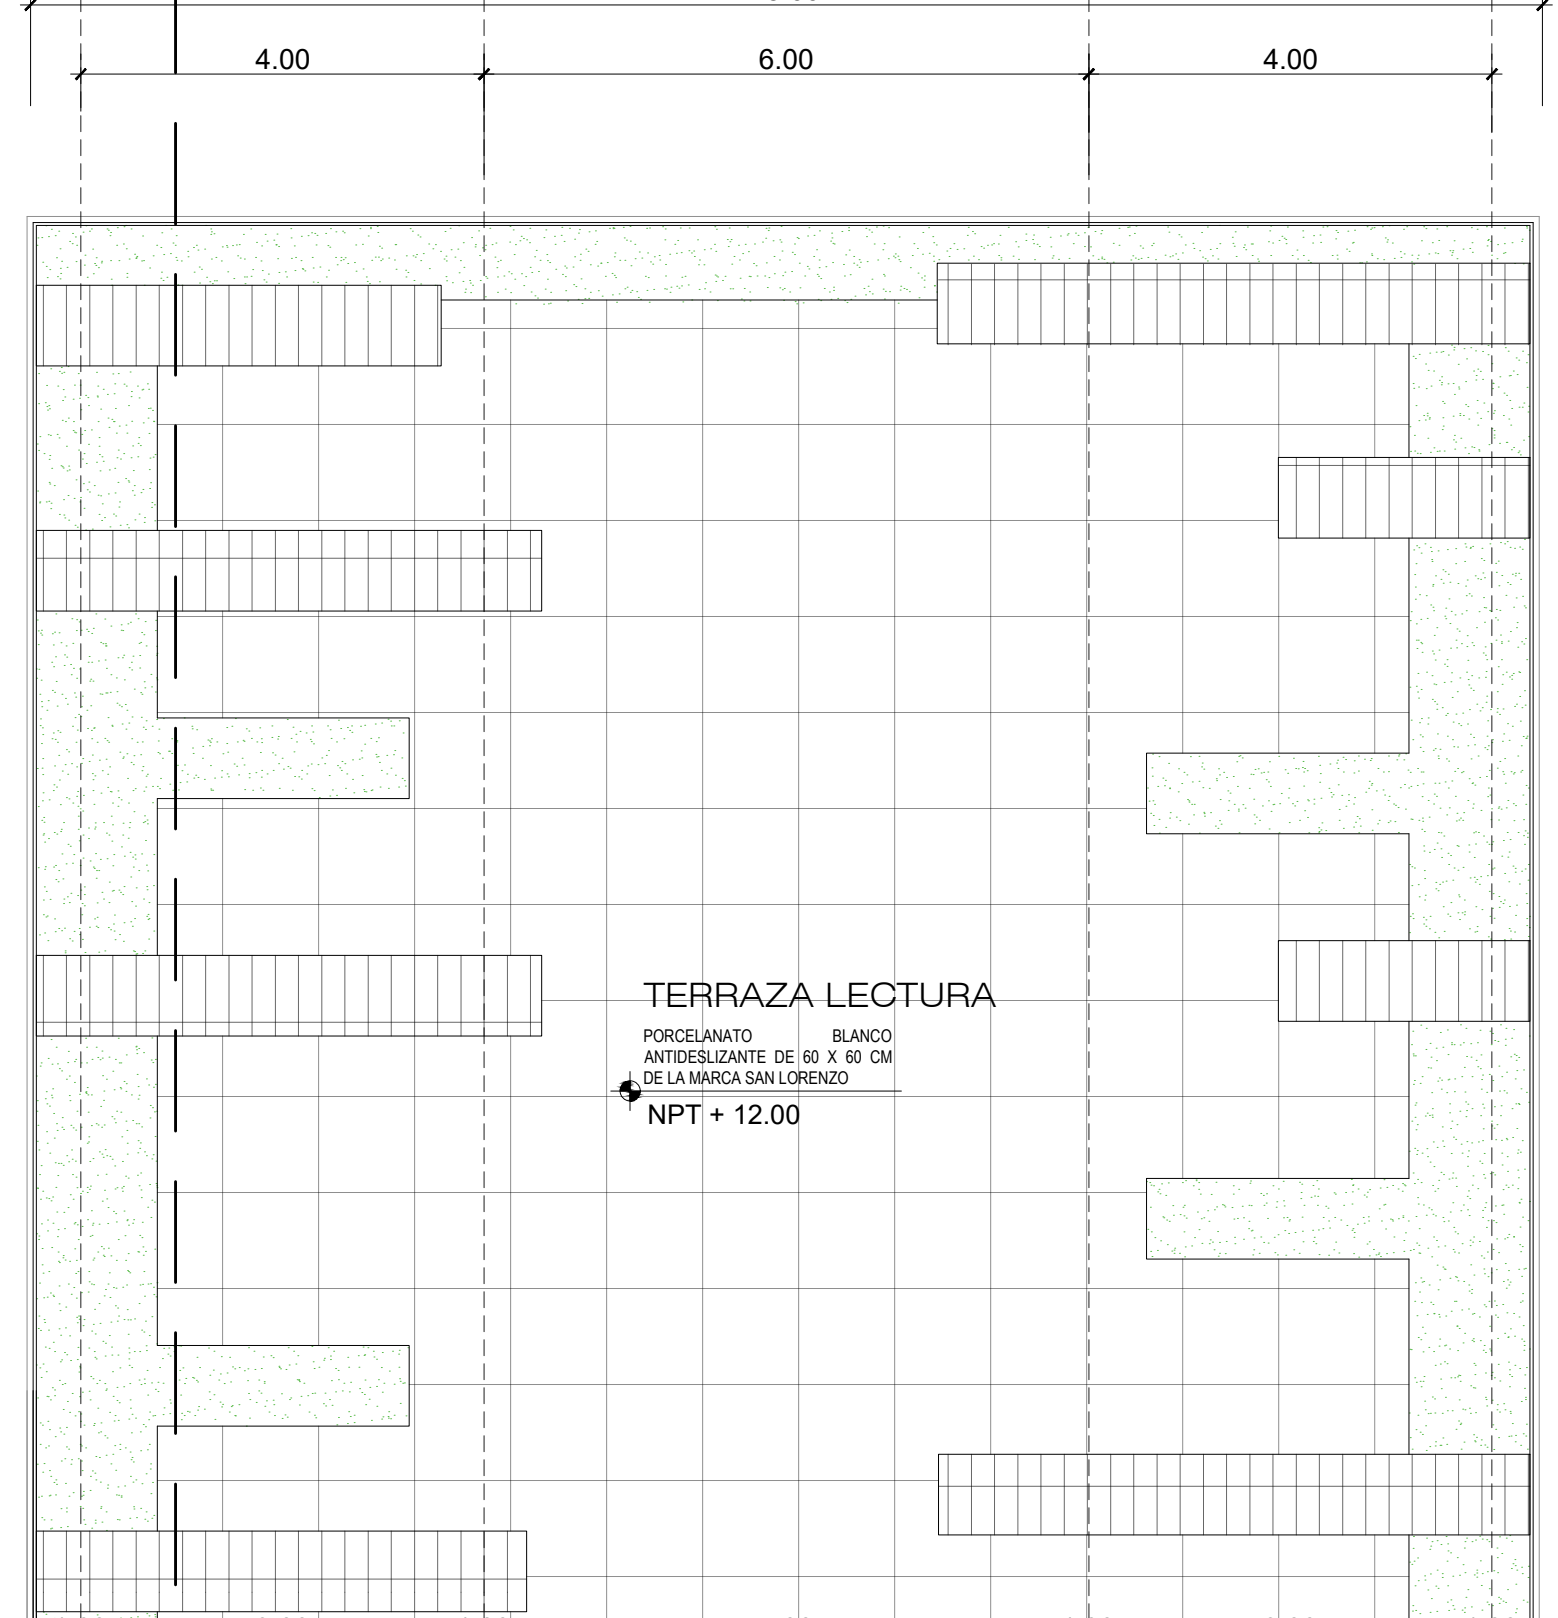 4.00 6.00 4.00
TERRAZA LECTURA
PORCELANATO BLANCO
ANTIDESLIZANTE DE 60 X 60 CM
DE LA MARCA SAN LORENZO
NPT + 12.00